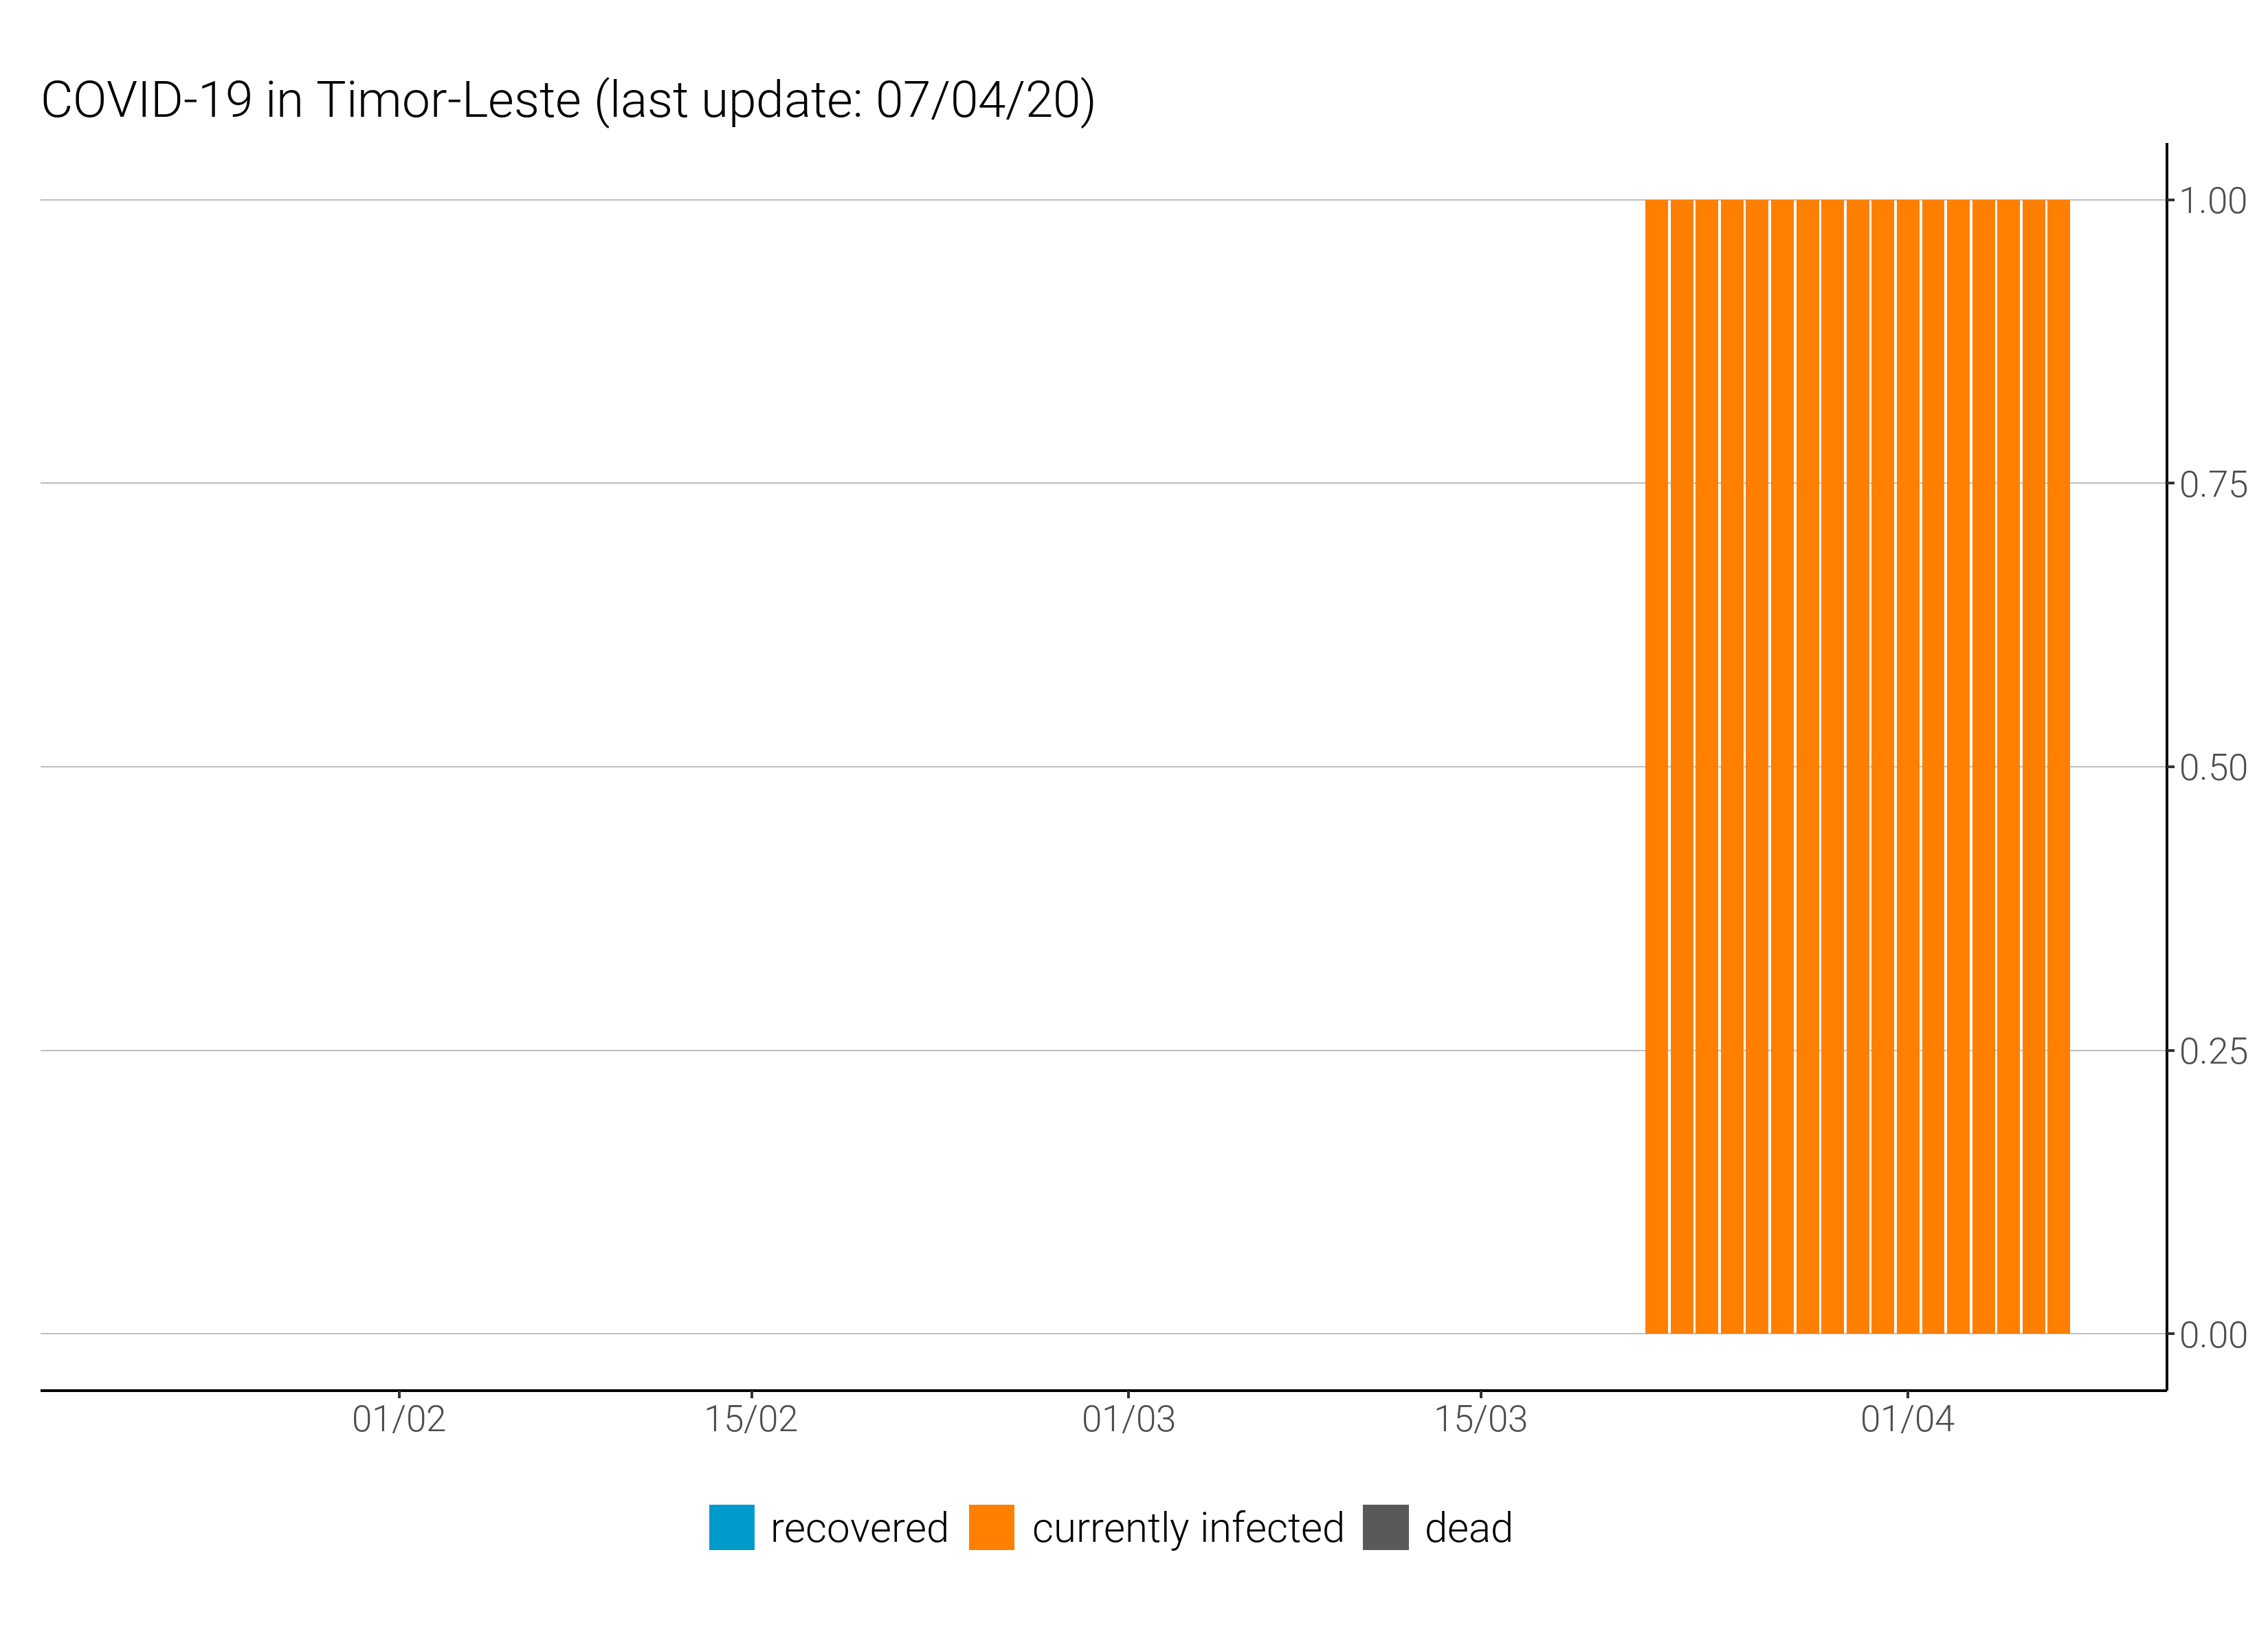 COVID-19 in Timor-Leste (last update: 07/04/20)
1.00
0.75
0.50
0.25
0.00
01/02 15/02 01/03 15/03 01/04
recovered currently infected dead